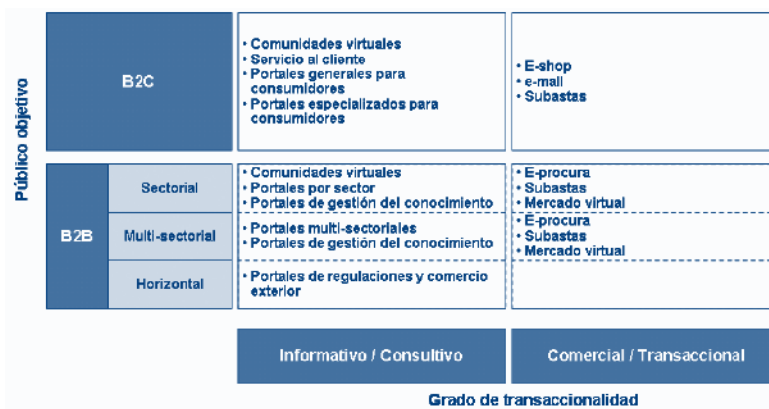 Público objetivo
B2C
• Comunidades virtuales
• Servicio al cliente
• Portales generales para
consumidores
• Portales especializados para
consumidores
• E-shop
• e-mall
• Subastas
B2B
Sectorial
• Comunidades virtuales
• Portales por sector
• Portales de gestión del conocimiento
• E-procura
• Subastas
• Mercado virtual
Multi-sectorial
• Portales multi-sectoriales
• Portales de gestión del conocimiento
• E-procura
• Subastas
• Mercado virtual
Horizontal
• Portales de regulaciones y comercio
exterior
Informativo / Consultivo
Comercial / Transaccional
Grado de transaccionalidad